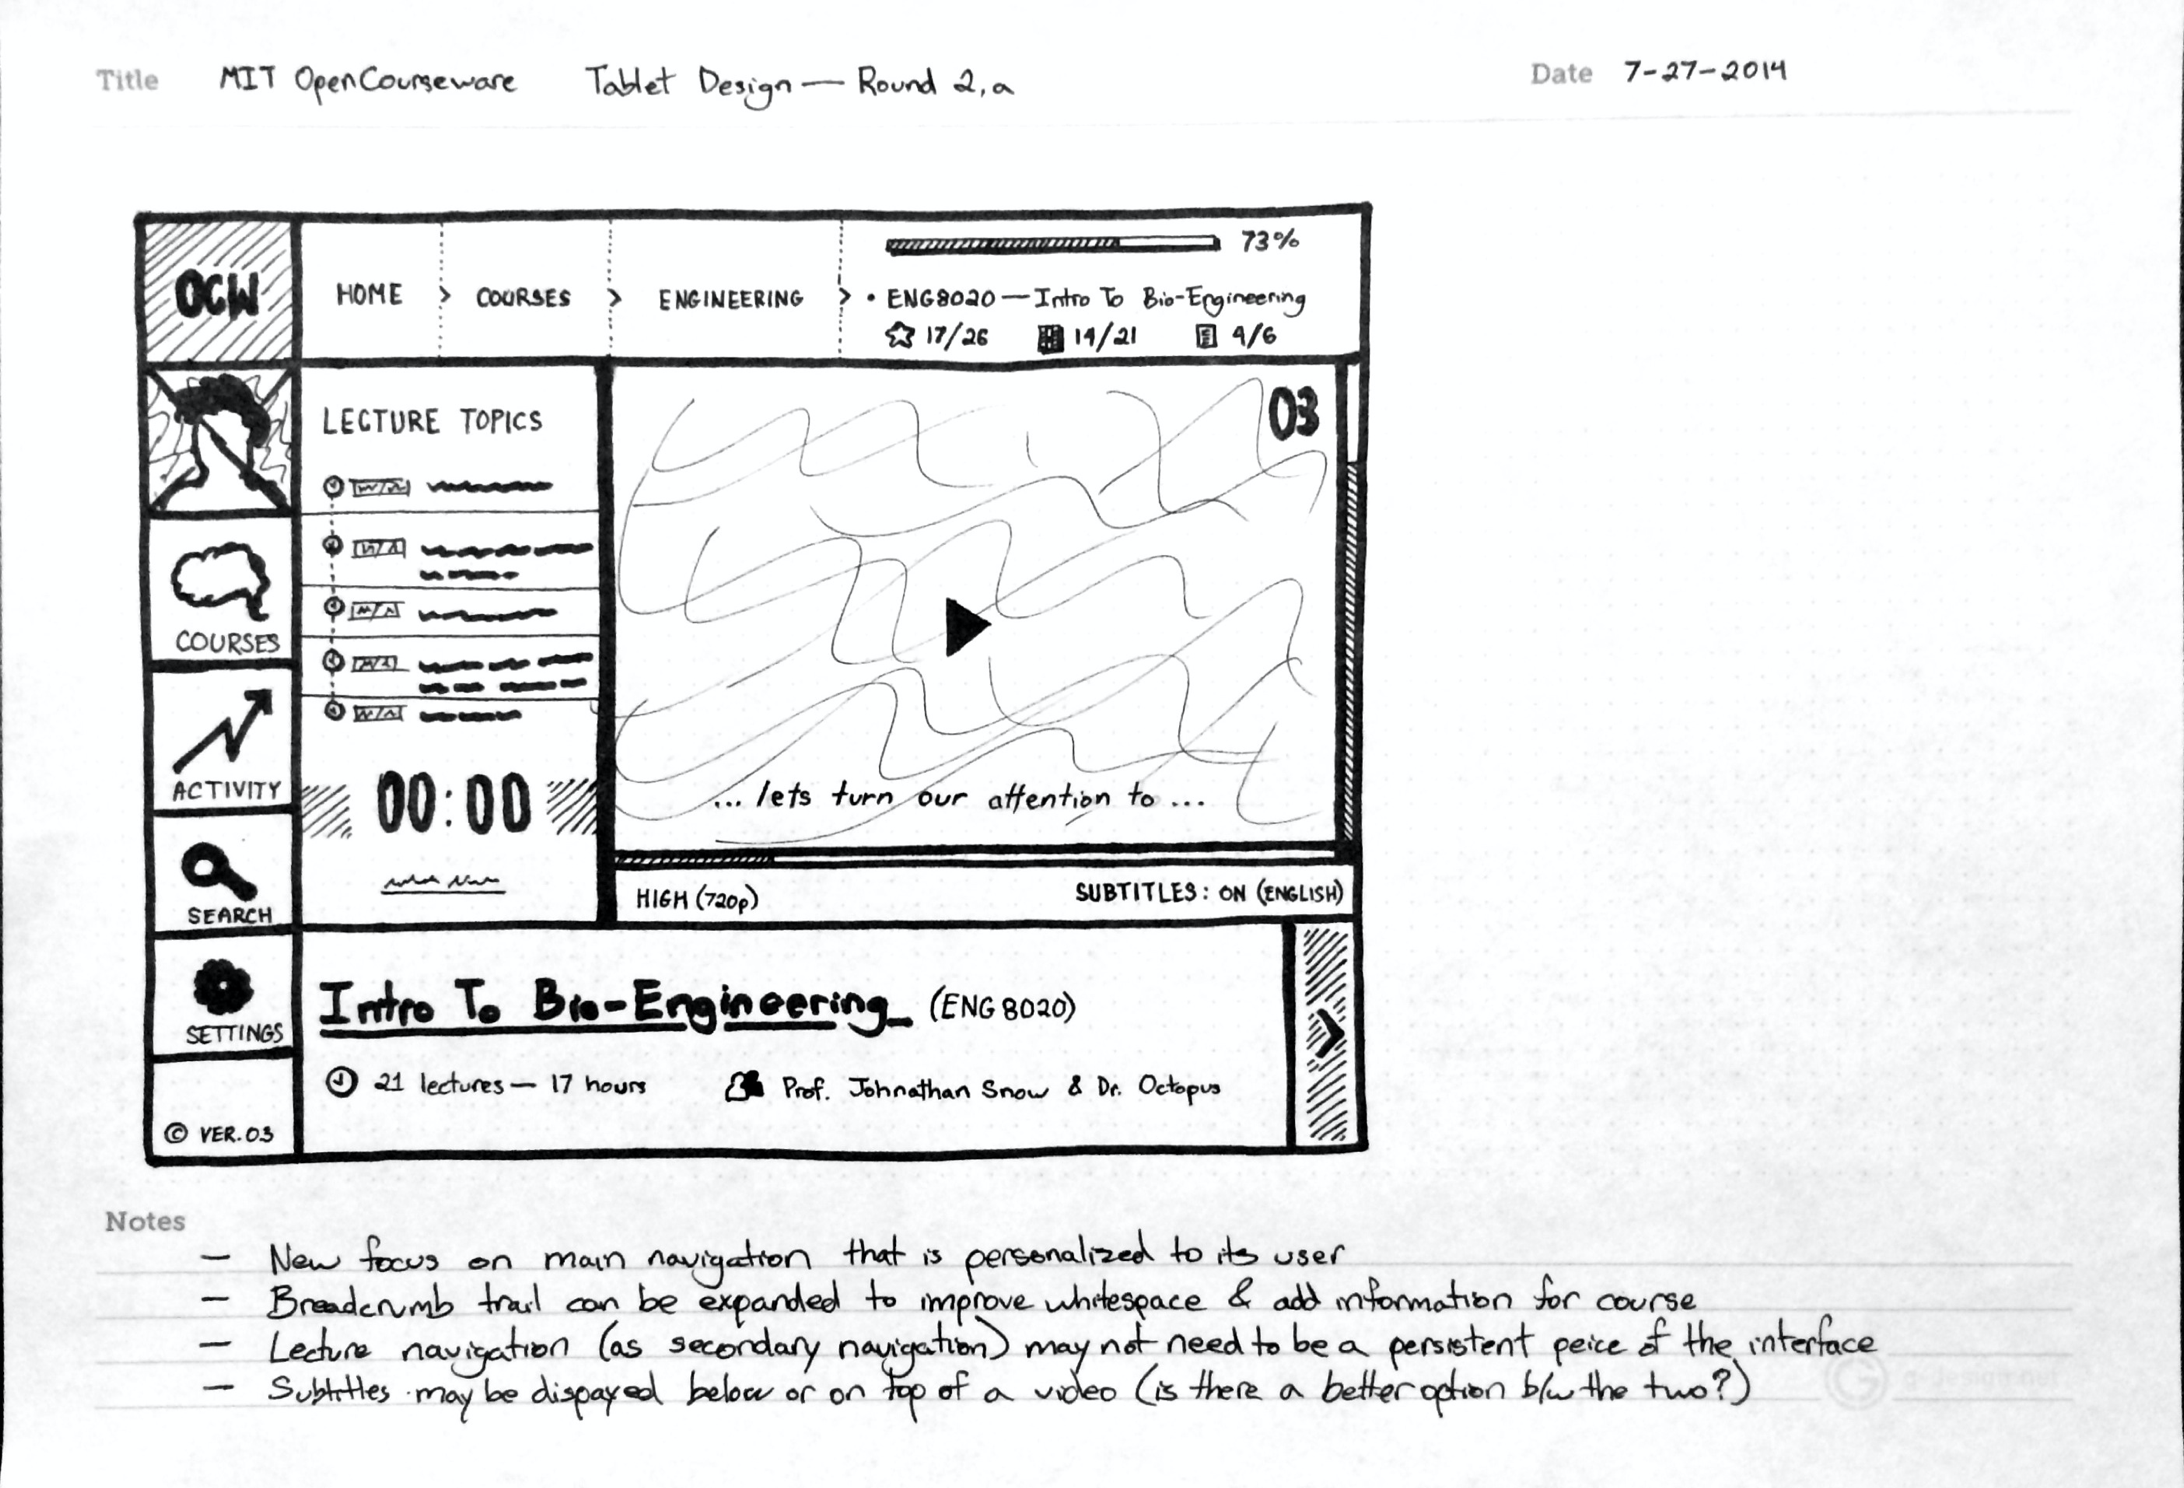 Title MIT OpenCourseware Tablet Design — Round 2,a Date 7-27-2014
OCW
HOME > COURSES > ENGINEERING >
73%
• ENG8020 — Intro To Bio-Engineering
17/26 14/21 4/6
LECTURE TOPICS
00:00
COURSES
ACTIVITY
SEARCH
SETTINGS
© VER.03
03
... lets turn our attention to ...
HIGH (720p) SUBTITLES: ON (ENGLISH)
Intro To Bio-Engineering_ (ENG8020)
21 lectures — 17 hours Prof. Johnathan Snow & Dr. Octopus
>
Notes
— New focus on main navigation that is personalized to its user
— Breadcrumb trail can be expanded to improve whitespace & add information for course
— Lecture navigation (as secondary navigation) may not need to be a persistent peice of the interface
— Subtitles may be dispayed below or on top of a video (is there a better option b/w the two?)
g-design.net